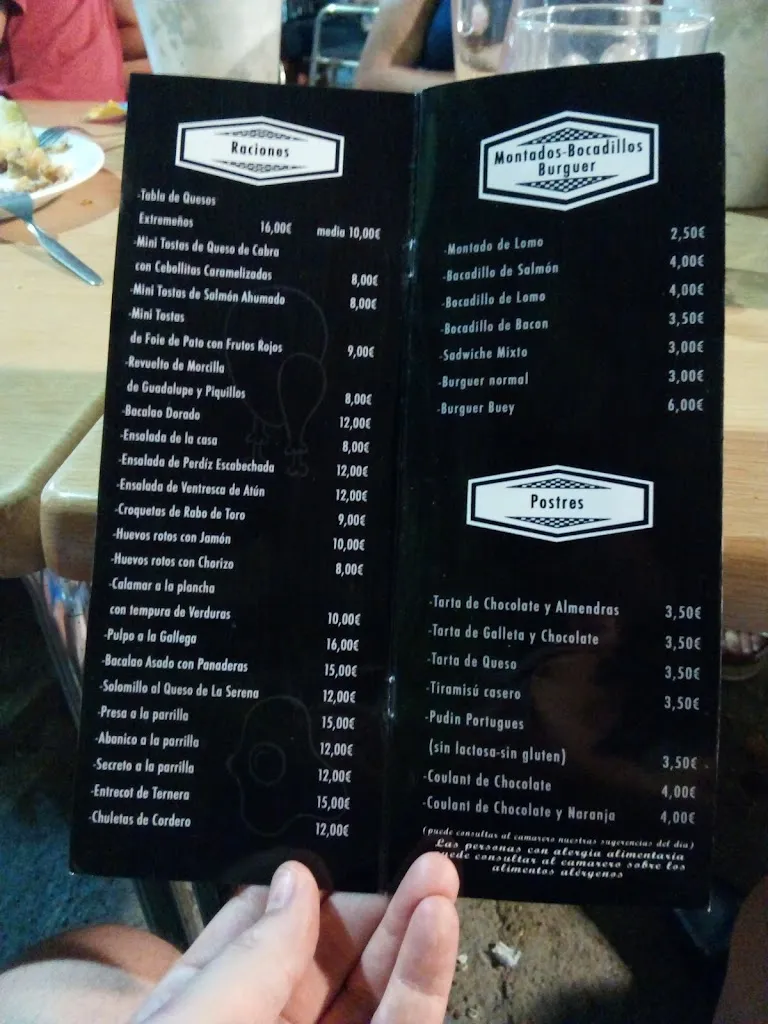 Raciones
-Tabla de Quesos
Extremeños 16,00€ media 10,00€
-Mini Tostas de Queso de Cabra
con Cebollitas Caramelizadas 8,00€
-Mini Tostas de Salmón Ahumado 8,00€
-Mini Tostas
de Foie de Pato con Frutos Rojos 9,00€
-Revuelto de Morcilla
de Guadalupe y Piquillos 8,00€
-Bacalao Dorado 12,00€
-Ensalada de la casa 8,00€
-Ensalada de Perdíz Escabechada 12,00€
-Ensalada de Ventresca de Atún 12,00€
-Croquetas de Rabo de Toro 9,00€
-Huevos rotos con Jamón 10,00€
-Huevos rotos con Chorizo 8,00€
-Calamar a la plancha
con tempura de Verduras 10,00€
-Pulpo a la Gallega 16,00€
-Bacalao Asado con Panaderas 15,00€
-Solomillo al Queso de La Serena 12,00€
-Presa a la parrilla 15,00€
-Abanico a la parrilla 12,00€
-Secreto a la parrilla 12,00€
-Entrecot de Ternera 15,00€
-Chuletas de Cordero 12,00€
Montados-Bocadillos
Burguer
-Montado de Lomo 2,50€
-Bacadillo de Salmón 4,00€
-Bocadillo de Lomo 4,00€
-Bocadillo de Bacon 3,50€
-Sadwiche Mixto 3,00€
-Burguer normal 3,00€
-Burguer Buey 6,00€
Postres
-Tarta de Chocolate y Almendras 3,50€
-Tarta de Galleta y Chocolate 3,50€
-Tarta de Queso 3,50€
-Tiramisú casero 3,50€
-Pudin Portugues
(sin lactosa-sin gluten) 3,50€
-Coulant de Chocolate 4,00€
-Coulant de Chocolate y Naranja 4,00€
(puede consultar al camarero nuestras sugerencias del dia)
Las personas con alergia alimentaria
puede consultar al camarero sobre los
alimentos alérgenos